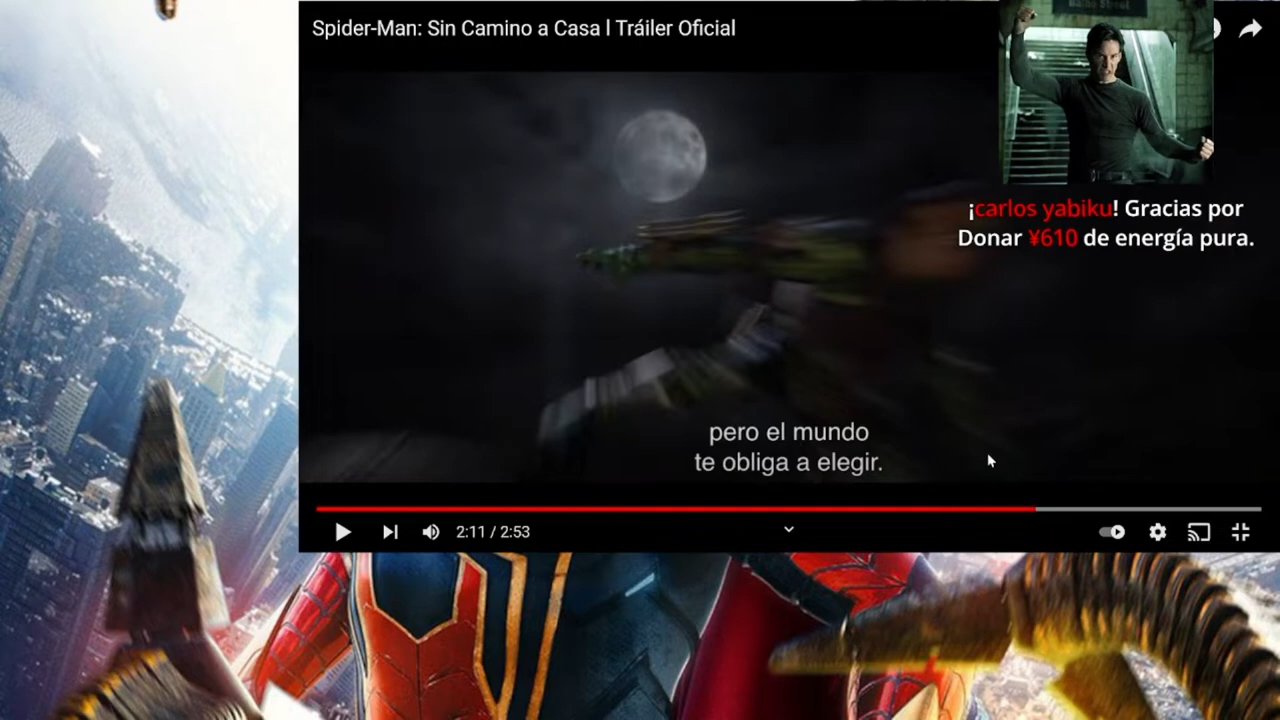 Spider-Man: Sin Camino a Casa l Tráiler Oficial
¡carlos yabiku! Gracias por
Donar ¥610 de energía pura.
pero el mundo
te obliga a elegir.
2:11 / 2:53